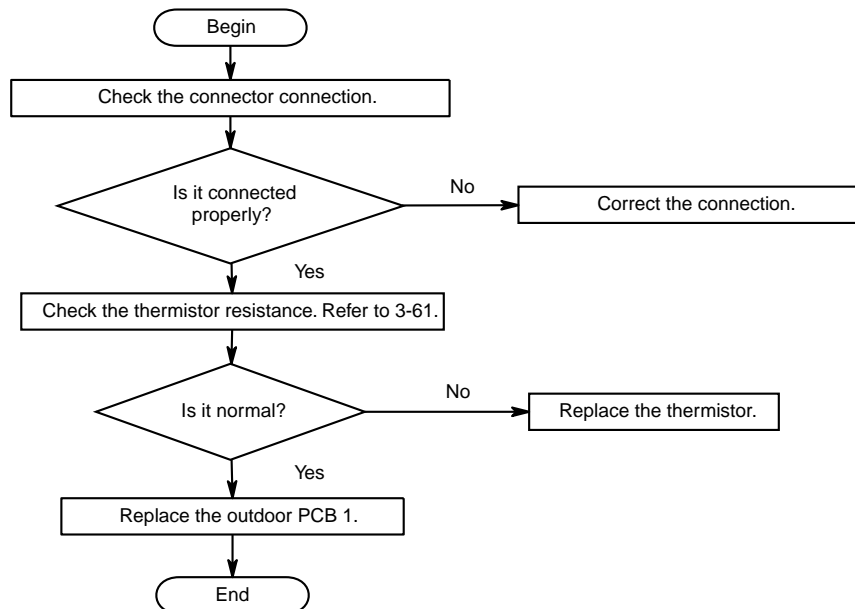 Begin
Check the connector connection.
Is it connected
properly?
No
Correct the connection.
Yes
Check the thermistor resistance. Refer to 3-61.
Is it normal?
No
Replace the thermistor.
Yes
Replace the outdoor PCB 1.
End